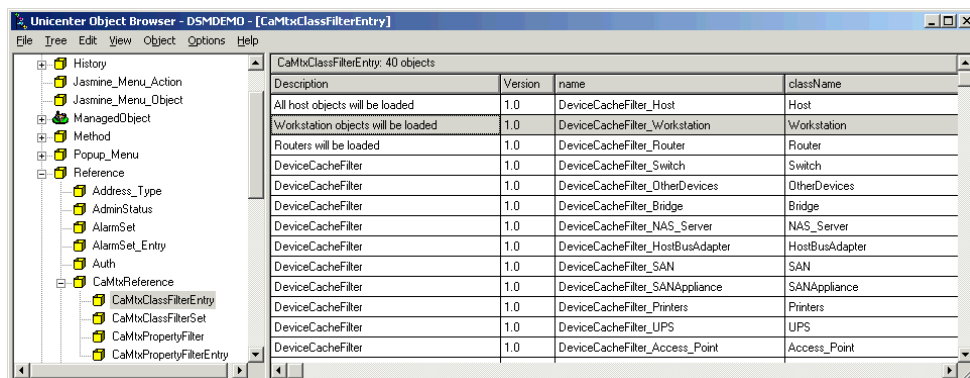 Unicenter Object Browser - DSMDEMO - [CaMtxClassFilterEntry]
File Tree Edit View Object Options Help
History
Jasmine_Menu_Action
Jasmine_Menu_Object
ManagedObject
Method
Popup_Menu
Reference
Address_Type
AdminStatus
AlarmSet
AlarmSet_Entry
Auth
CaMtxReference
CaMtxClassFilterEntry
CaMtxClassFilterSet
CaMtxPropertyFilter
CaMtxPropertyFilterEntry
CaMtxClassFilterEntry: 40 objects
Description Version name className
All host objects will be loaded 1.0 DeviceCacheFilter_Host Host
Workstation objects will be loaded 1.0 DeviceCacheFilter_Workstation Workstation
Routers will be loaded 1.0 DeviceCacheFilter_Router Router
DeviceCacheFilter 1.0 DeviceCacheFilter_Switch Switch
DeviceCacheFilter 1.0 DeviceCacheFilter_OtherDevices OtherDevices
DeviceCacheFilter 1.0 DeviceCacheFilter_Bridge Bridge
DeviceCacheFilter 1.0 DeviceCacheFilter_NAS_Server NAS_Server
DeviceCacheFilter 1.0 DeviceCacheFilter_HostBusAdapter HostBusAdapter
DeviceCacheFilter 1.0 DeviceCacheFilter_SAN SAN
DeviceCacheFilter 1.0 DeviceCacheFilter_SANAppliance SANAppliance
DeviceCacheFilter 1.0 DeviceCacheFilter_Printers Printers
DeviceCacheFilter 1.0 DeviceCacheFilter_UPS UPS
DeviceCacheFilter 1.0 DeviceCacheFilter_Access_Point Access_Point